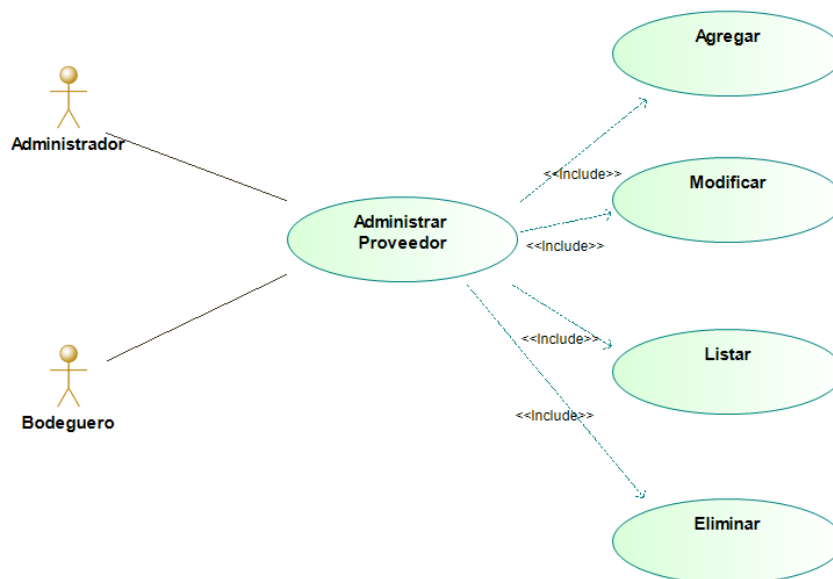 Agregar
Administrador
<<Include>>
Modificar
Administrar
Proveedor
<<Include>>
<<Include>>
Listar
<<Include>>
Bodeguero
Eliminar